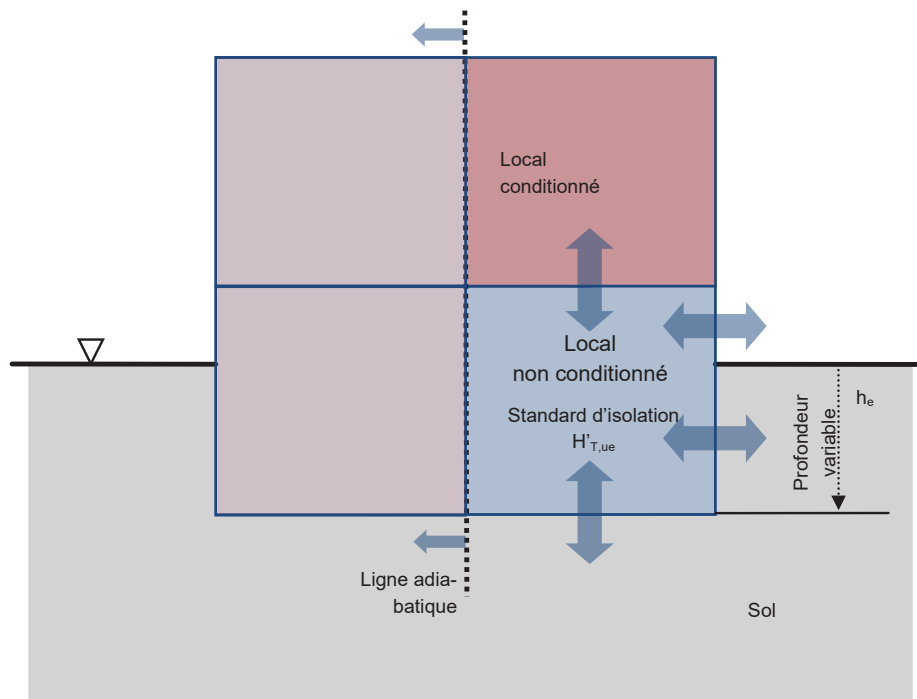 Local
conditionné
Local
non conditionné
Standard d’isolation
H’T,ue
Profondeur
variable
he
Ligne adia-
batique
Sol